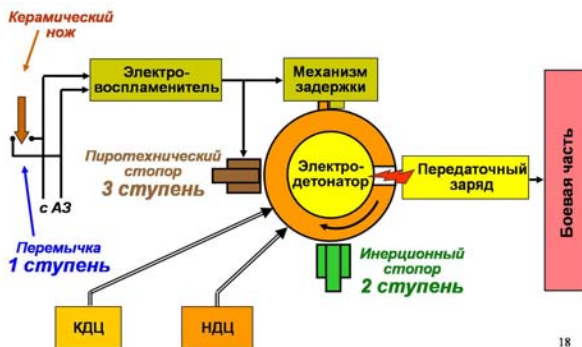 Керамический
нож
Электро-
воспламенитель
Механизм
задержки
Пиротехнический
стопор
3 ступень
Электро-
детонатор
Передаточный
заряд
Боевая часть
с АЗ
Перемычка
1 ступень
Инерционный
стопор
2 ступень
КДЦ
НДЦ
18